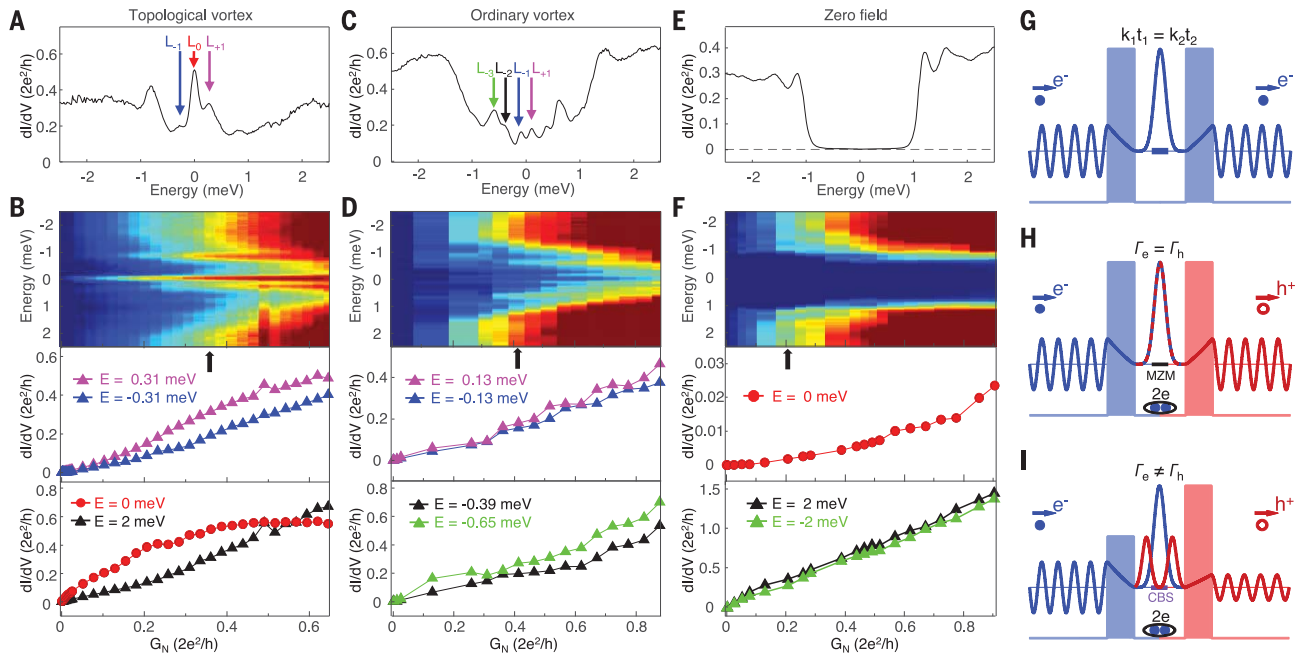 A
Topological vortex
dI/dV (2e²/h)
0.6
0.4
0.2
0
L₋₁
L₀
L₊₁
-2
-1
0
1
2
Energy (meV)
C
Ordinary vortex
dI/dV (2e²/h)
0.6
0.4
0.2
0
L₋₃
L₋₂
L₋₁
L₊₁
-2
-1
0
1
2
Energy (meV)
E
Zero field
dI/dV (2e²/h)
0.4
0.3
0.2
0.1
0
-2
-1
0
1
2
Energy (meV)
B
Energy (meV)
-2
-1
0
1
2
dI/dV (2e²/h)
0.6
0.4
0.2
0
E = 0.31 meV
E = -0.31 meV
dI/dV (2e²/h)
0.8
0.6
0.4
0.2
0
E = 0 meV
E = 2 meV
0
0.2
0.4
0.6
G_N (2e²/h)
D
Energy (meV)
-2
-1
0
1
2
dI/dV (2e²/h)
0.4
0.2
0
E = 0.13 meV
E = -0.13 meV
dI/dV (2e²/h)
0.8
0.6
0.4
0.2
0
E = -0.39 meV
E = -0.65 meV
0
0.2
0.4
0.6
0.8
G_N (2e²/h)
F
Energy (meV)
-2
-1
0
1
2
dI/dV (2e²/h)
0.03
0.02
0.01
0.000
E = 0 meV
dI/dV (2e²/h)
1.5
1.0
0.5
0
E = 2 meV
E = -2 meV
0
0.2
0.4
0.6
0.8
G_N (2e²/h)
G
k₁t₁ = k₂t₂
e⁻
e⁻
H
Γₑ = Γₕ
e⁻
h⁺
MZM
2e
I
Γₑ ≠ Γₕ
e⁻
h⁺
CBS
2e